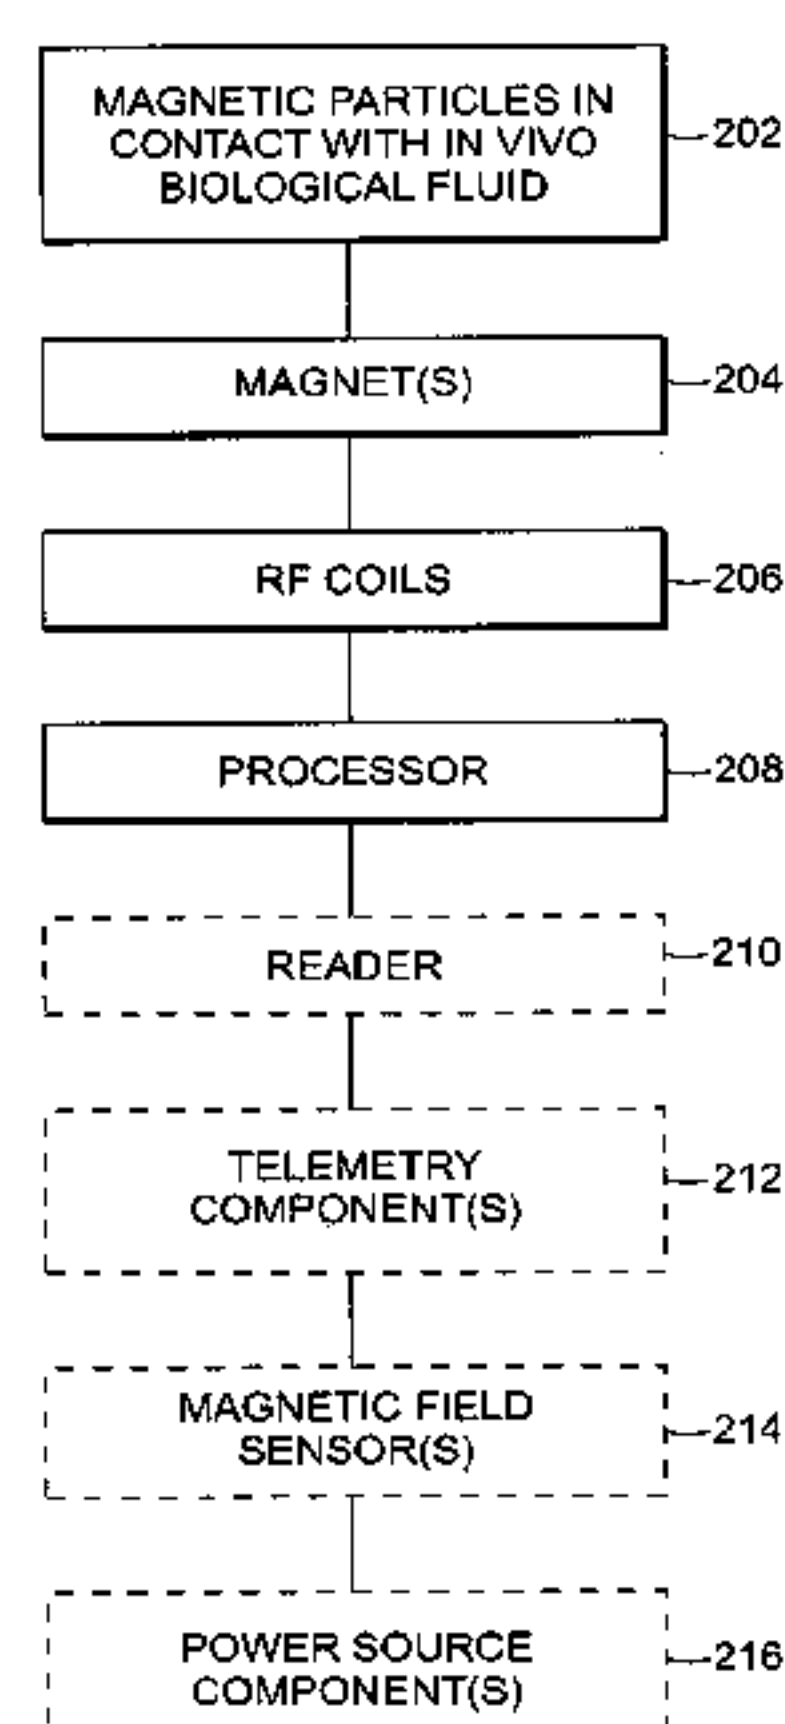 MAGNETIC PARTICLES IN
CONTACT WITH IN VIVO
BIOLOGICAL FLUID
202
MAGNET(S)
204
RF COILS
206
PROCESSOR
208
READER
210
TELEMETRY
COMPONENT(S)
212
MAGNETIC FIELD
SENSOR(S)
214
POWER SOURCE
COMPONENT(S)
216